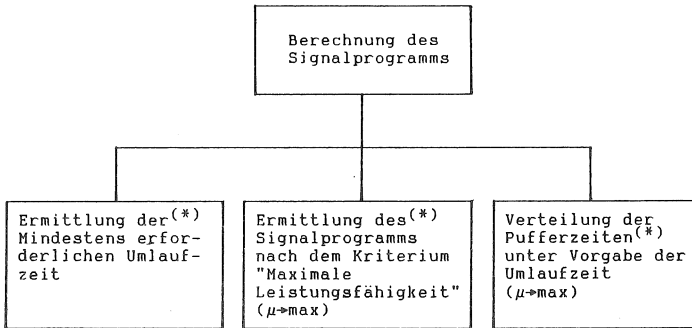 Berechnung des
Signalprogramms
Ermittlung der(*)
Mindestens erfor-
derlichen Umlauf-
zeit
Ermittlung des(*)
Signalprogramms
nach dem Kriterium
"Maximale
Leistungsfähigkeit"
(μ→max)
Verteilung der
Pufferzeiten(*)
unter Vorgabe der
Umlaufzeit
(μ→max)